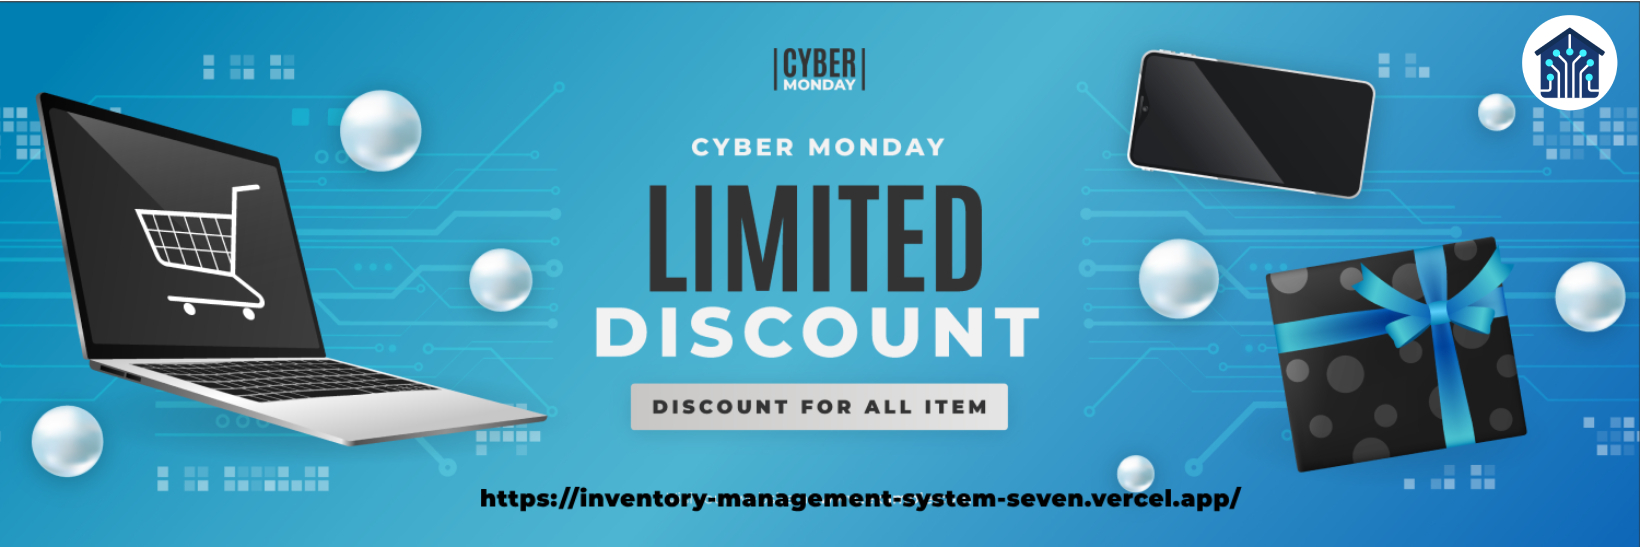 |CYBER|
MONDAY
CYBER MONDAY
LIMITED
DISCOUNT
DISCOUNT FOR ALL ITEM
https://inventory-management-system-seven.vercel.app/